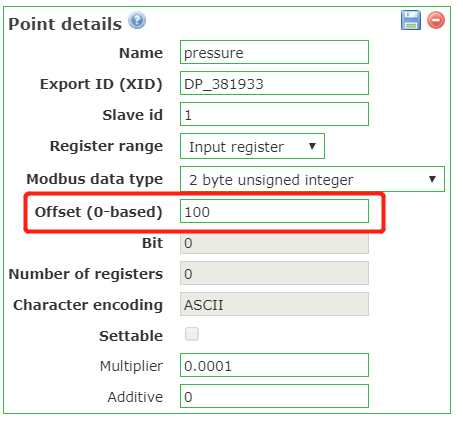 Point details
Name pressure
Export ID (XID) DP_381933
Slave id 1
Register range Input register
Modbus data type 2 byte unsigned integer
Offset (0-based) 100
Bit 0
Number of registers 0
Character encoding ASCII
Settable
Multiplier 0.0001
Additive 0